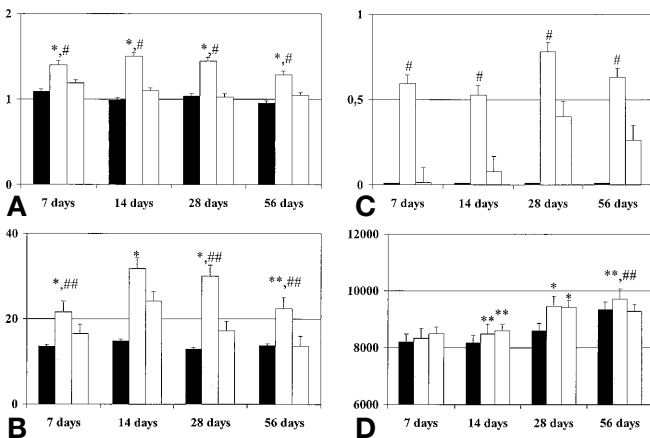 2
*,#
*,#
*,#
*,#
1
0
A
7 days
14 days
28 days
56 days
1
#
#
#
#
0,5
0
C
7 days
14 days
28 days
56 days
40
*,##
*
*,##
**,##
20
0
B
7 days
14 days
28 days
56 days
12000
10000
**
**
*
*
**,##
8000
6000
D
7 days
14 days
28 days
56 days